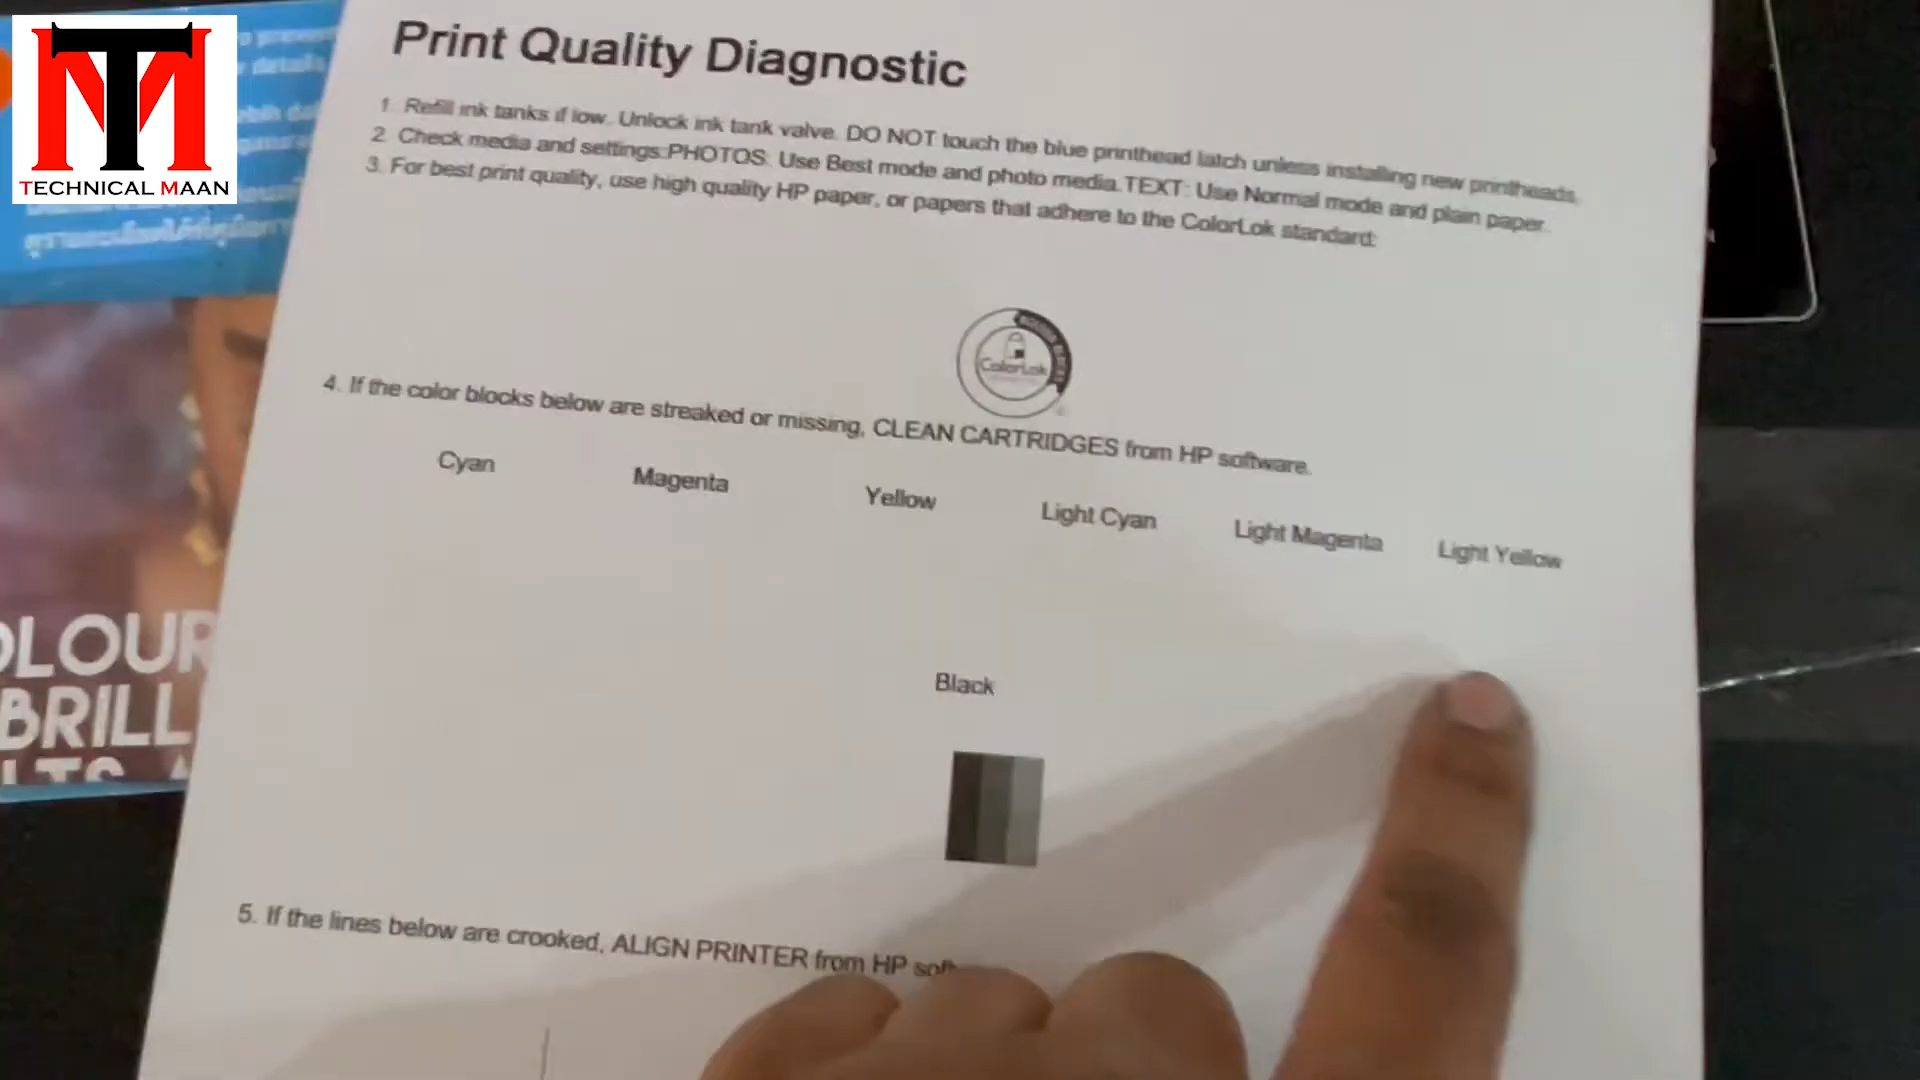 TM
TECHNICAL MAAN
Print Quality Diagnostic
1. Refill ink tanks if low. Unlock ink tank valve. DO NOT touch the blue printhead latch unless installing new printheads.
2. Check media and settings:PHOTOS: Use Best mode and photo media.TEXT: Use Normal mode and plain paper.
3. For best print quality, use high quality HP paper, or papers that adhere to the ColorLok standard:
ColorLok
4. If the color blocks below are streaked or missing, CLEAN CARTRIDGES from HP software.
Cyan Magenta Yellow Light Cyan Light Magenta Light Yellow
Black
5. If the lines below are crooked, ALIGN PRINTER from HP
OLOUR
BRILL